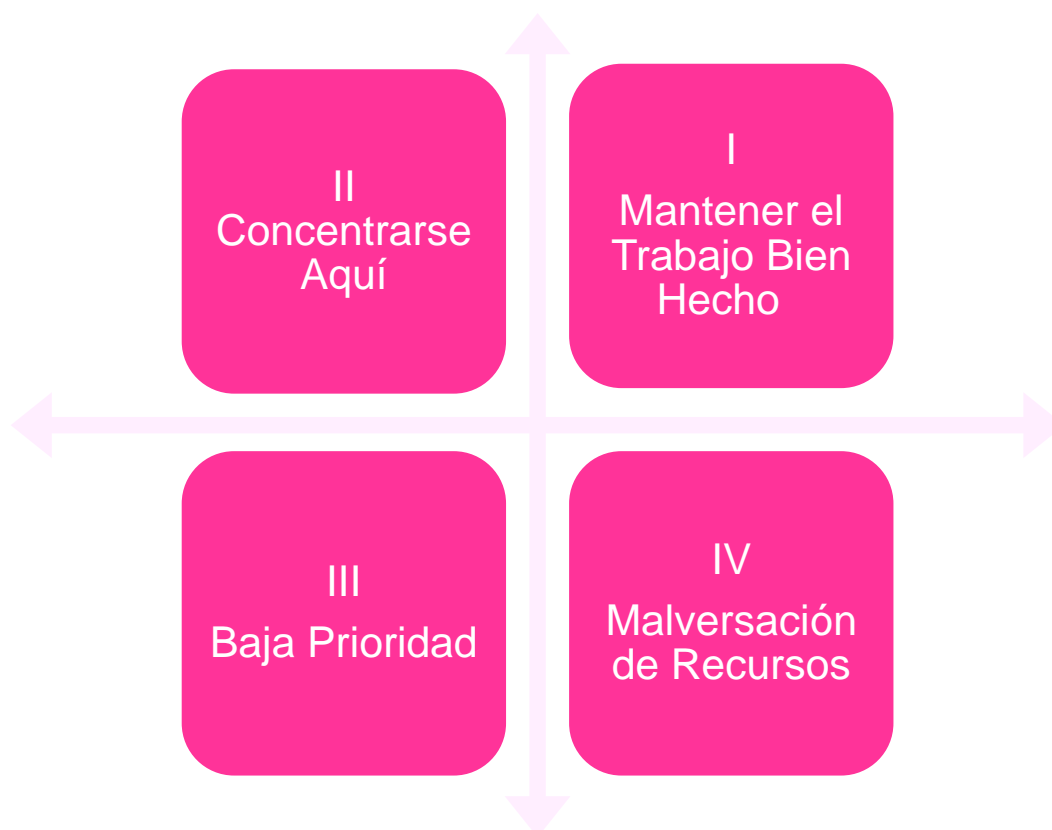 II
Concentrarse
Aquí
I
Mantener el
Trabajo Bien
Hecho
III
Baja Prioridad
IV
Malversación
de Recursos